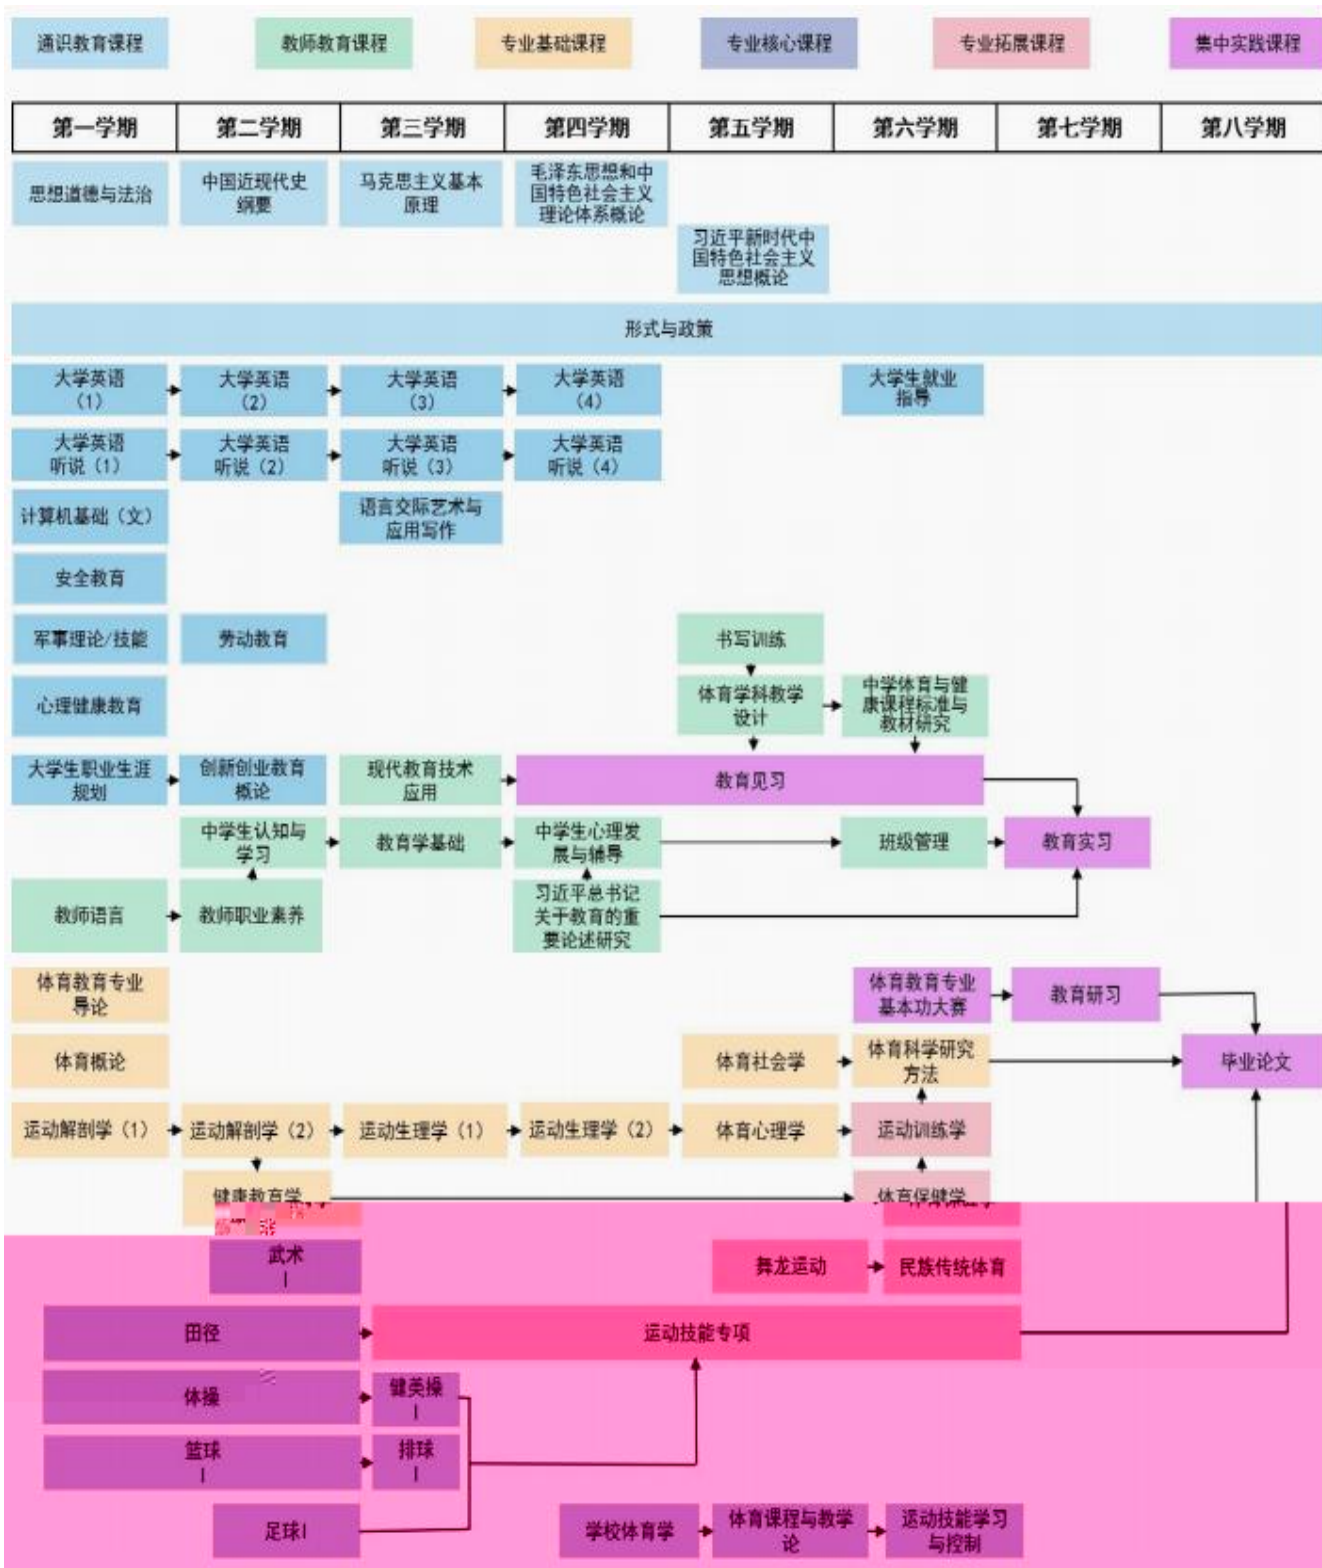 通识教育课程
教师教育课程
专业基础课程
专业核心课程
专业拓展课程
集中实践课程
第一学期
第二学期
第三学期
第四学期
第五学期
第六学期
第七学期
第八学期
思想道德与法治
中国近现代史
纲要
马克思主义基本
原理
毛泽东思想和中
国特色社会主义
理论体系概论
习近平新时代中
国特色社会主义
思想概论
形式与政策
大学英语
（1）
大学英语
（2）
大学英语
（3）
大学英语
（4）
大学生就业
指导
大学英语
听说（1）
大学英语
听说（2）
大学英语
听说（3）
大学英语
听说（4）
计算机基础（文）
语言交际艺术与
应用写作
安全教育
军事理论/技能
劳动教育
书写训练
心理健康教育
体育学科教学
设计
中学体育与健
康课程标准与
教材研究
大学生职业生涯
规划
创新创业教育
概论
现代教育技术
应用
教育见习
中学生认知与
学习
教育学基础
中学生心理发
展与辅导
班级管理
教育实习
教师语言
教师职业素养
习近平总书记
关于教育的重
要论述研究
体育教育专业
导论
体育教育专业
基本功大赛
教育研习
体育概论
体育社会学
体育科学研究
方法
毕业论文
运动解剖学（1）
运动解剖学（2）
运动生理学（1）
运动生理学（2）
体育心理学
运动训练学
健康教育学
体育保健学
武术
I
舞龙运动
民族传统体育
田径
运动技能专项
体操
健美操
I
篮球
I
排球
I
足球I
学校体育学
体育课程与教学
论
运动技能学习
与控制